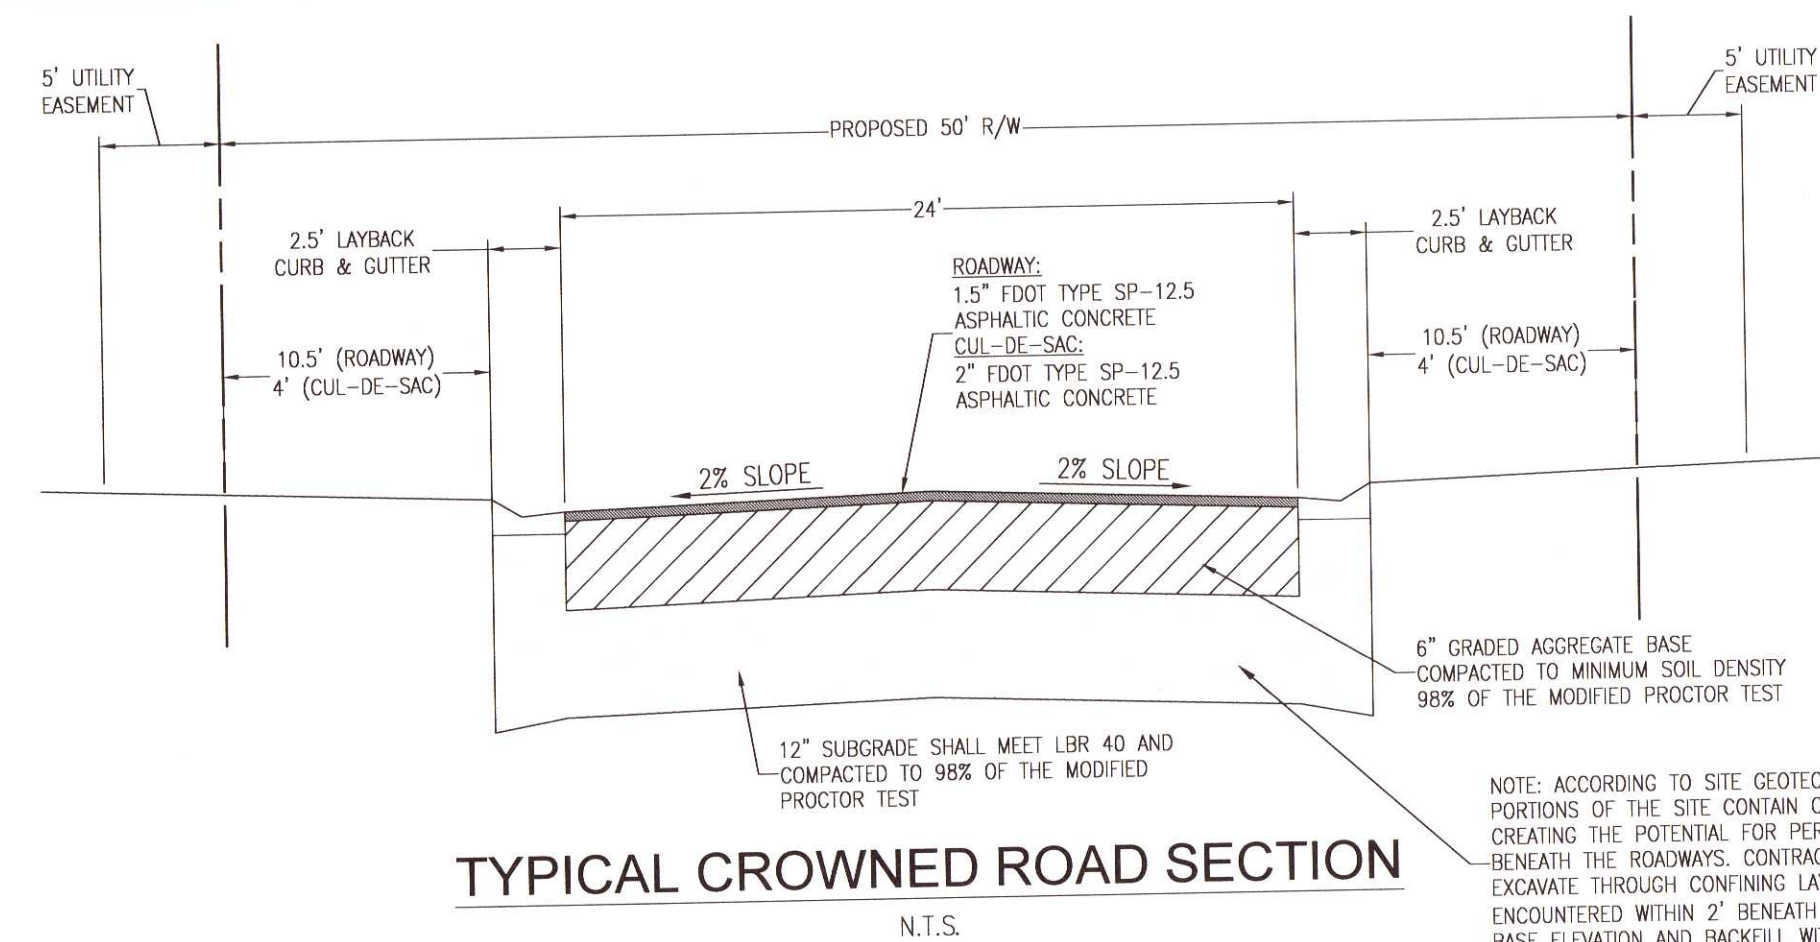 5' UTILITY
EASEMENT
5' UTILITY
EASEMENT
PROPOSED 50' R/W
24'
2.5' LAYBACK
CURB & GUTTER
2.5' LAYBACK
CURB & GUTTER
ROADWAY:
1.5" FDOT TYPE SP-12.5
ASPHALTIC CONCRETE
CUL-DE-SAC:
2" FDOT TYPE SP-12.5
ASPHALTIC CONCRETE
10.5' (ROADWAY)
4' (CUL-DE-SAC)
10.5' (ROADWAY)
4' (CUL-DE-SAC)
2% SLOPE
2% SLOPE
6" GRADED AGGREGATE BASE
COMPACTED TO MINIMUM SOIL DENSITY
98% OF THE MODIFIED PROCTOR TEST
12" SUBGRADE SHALL MEET LBR 40 AND
COMPACTED TO 98% OF THE MODIFIED
PROCTOR TEST
NOTE: ACCORDING TO SITE
PORTIONS OF THE SITE CONTAIN
CREATING THE POTENTIAL FOR
BENEATH THE ROADWAYS.
EXCAVATE THROUGH CONFINING
ENCOUNTERED WITHIN 2' BENEATH
BASE ELEVATION AND BACKFILL
TYPICAL CROWNED ROAD SECTION
N.T.S.